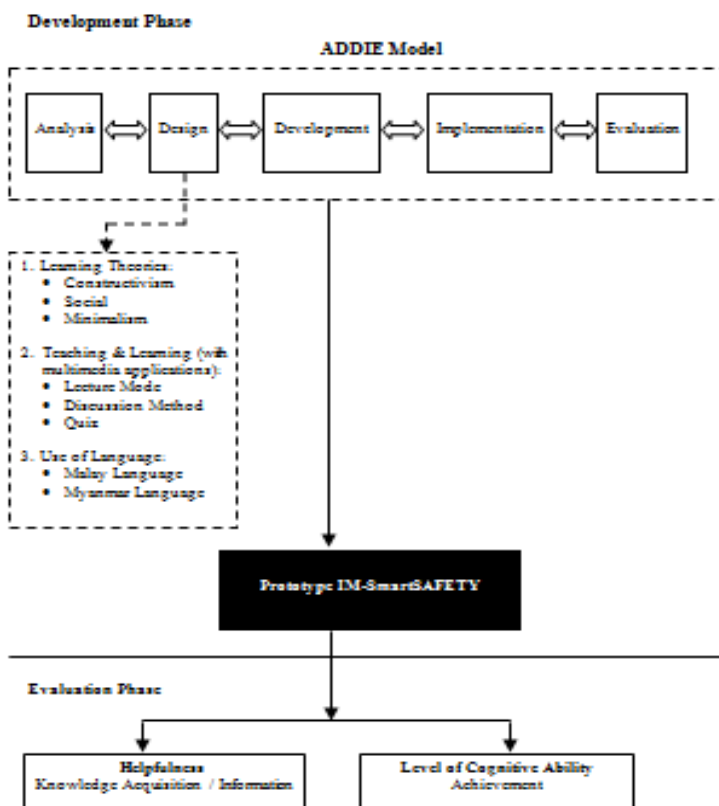 Development Phase
ADDIE Model
Analysis
Design
Development
Implementation
Evaluation
1. Learning Theories:
• Constructivism
• Social
• Minimalism
2. Teaching & Learning (with
multimedia applications):
• Lecture Mode
• Discussion Method
• Quiz
3. Use of Language:
• Malay Language
• Myanmar Language
Prototype IM-SmartSAFETY
Evaluation Phase
Helpfulness
Knowledge Acquisition / Information
Level of Cognitive Ability
Achievement